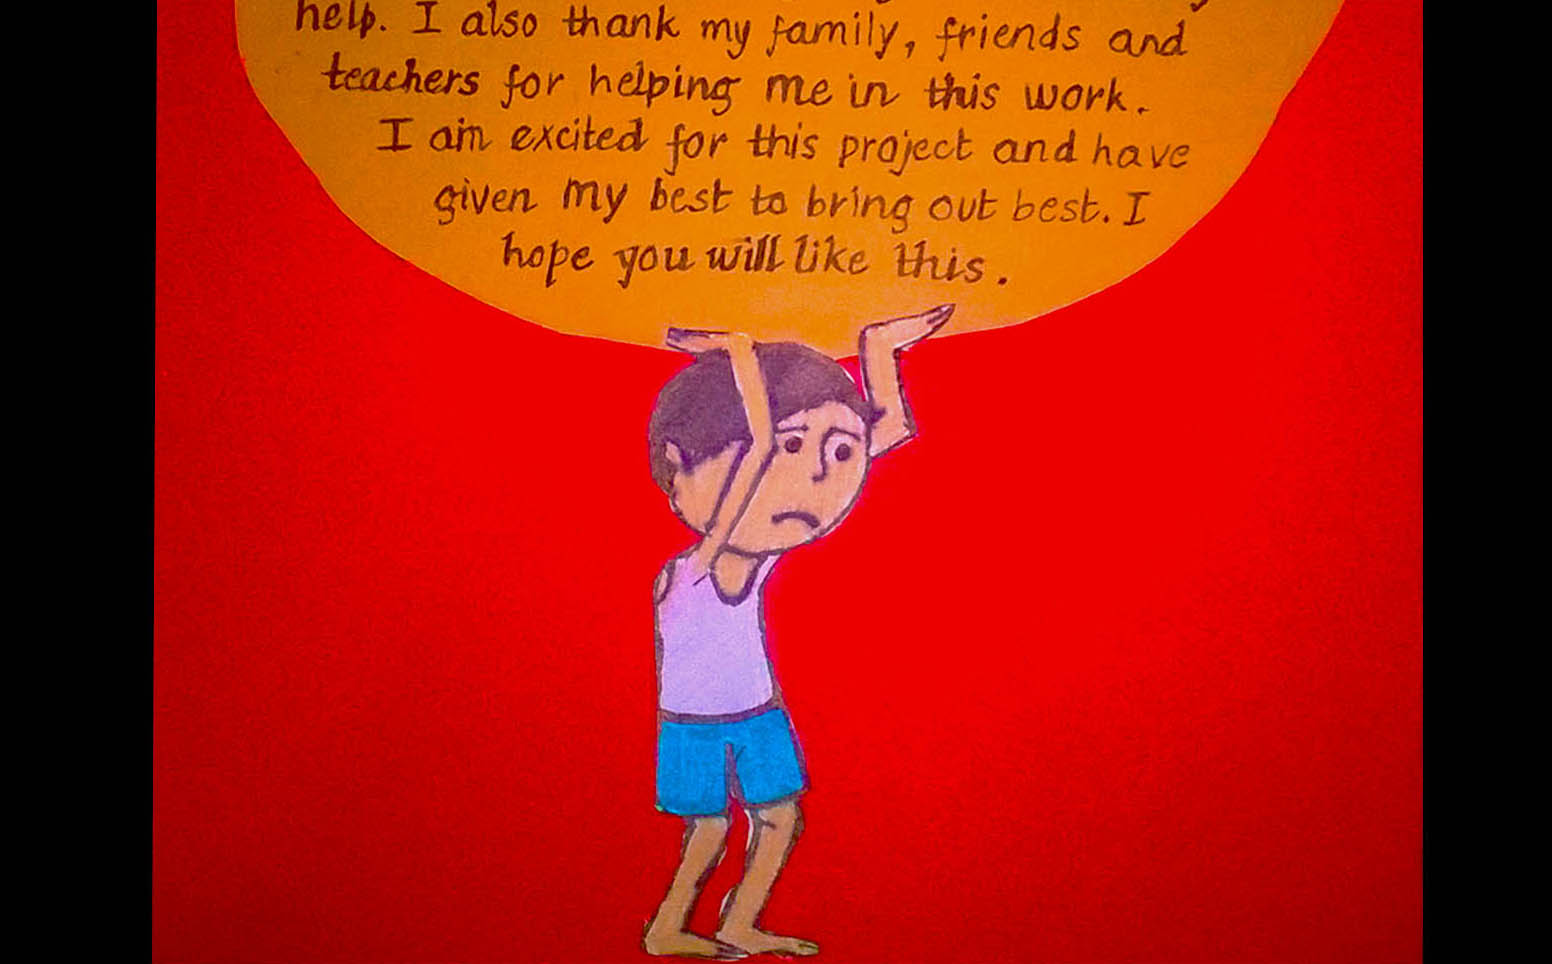 help. I also thank my family, friends and
teachers for helping me in this work.
I am excited for this project and have
given my best to bring out best. I
hope you will like this.